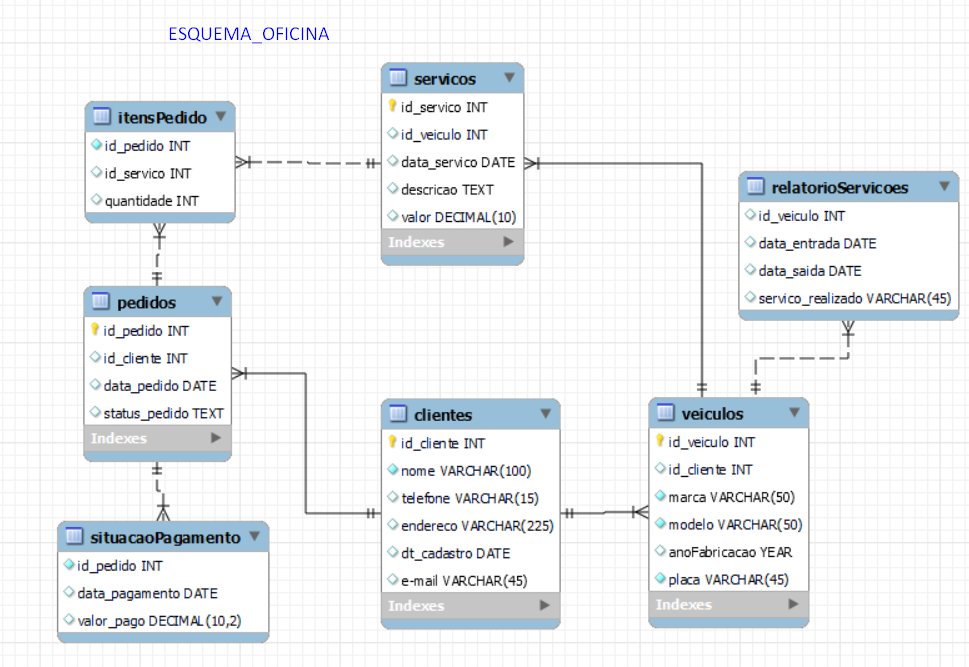 ESQUEMA_OFICINA
servicos
id_servico INT
id_veiculo INT
data_servico DATE
descricao TEXT
valor DECIMAL(10)
Indexes
itensPedido
id_pedido INT
id_servico INT
quantidade INT
relatorioServicoes
id_veiculo INT
data_entrada DATE
data_saida DATE
servico_realizado VARCHAR(45)
pedidos
id_pedido INT
id_cliente INT
data_pedido DATE
status_pedido TEXT
Indexes
clientes
id_cliente INT
nome VARCHAR(100)
telefone VARCHAR(15)
endereco VARCHAR(225)
dt_cadastro DATE
e-mail VARCHAR(45)
Indexes
veiculos
id_veiculo INT
id_cliente INT
marca VARCHAR(50)
modelo VARCHAR(50)
anoFabricacao YEAR
placa VARCHAR(45)
Indexes
situacaoPagamento
id_pedido INT
data_pagamento DATE
valor_pago DECIMAL(10,2)